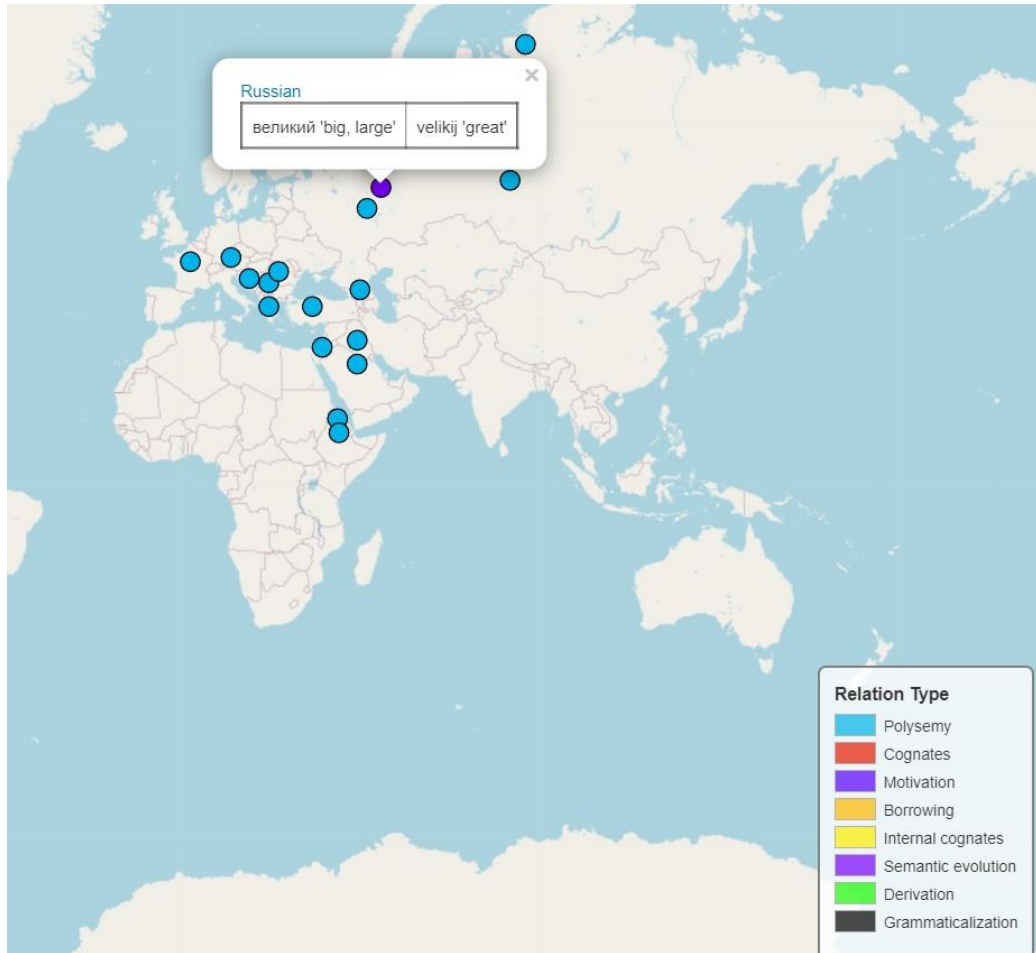 ×
Russian
великий 'big, large' velikij 'great'
Relation Type
Polysemy
Cognates
Motivation
Borrowing
Internal cognates
Semantic evolution
Derivation
Grammaticalization